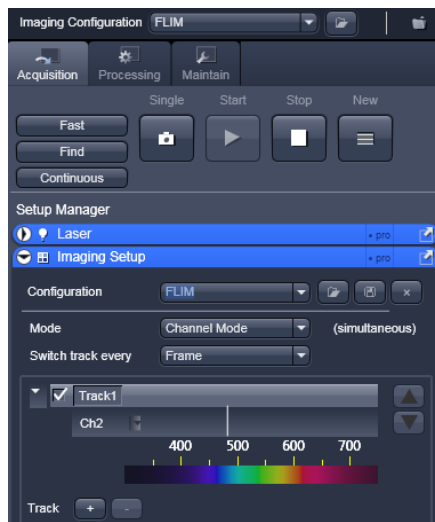 Imaging Configuration FLIM
Acquisition Processing Maintain
Single Start Stop New
Fast
Find
Continuous
Setup Manager
Laser • pro
Imaging Setup • pro
Configuration FLIM
Mode Channel Mode (simultaneous)
Switch track every Frame
Track1
Ch2
400 500 600 700
Track + -